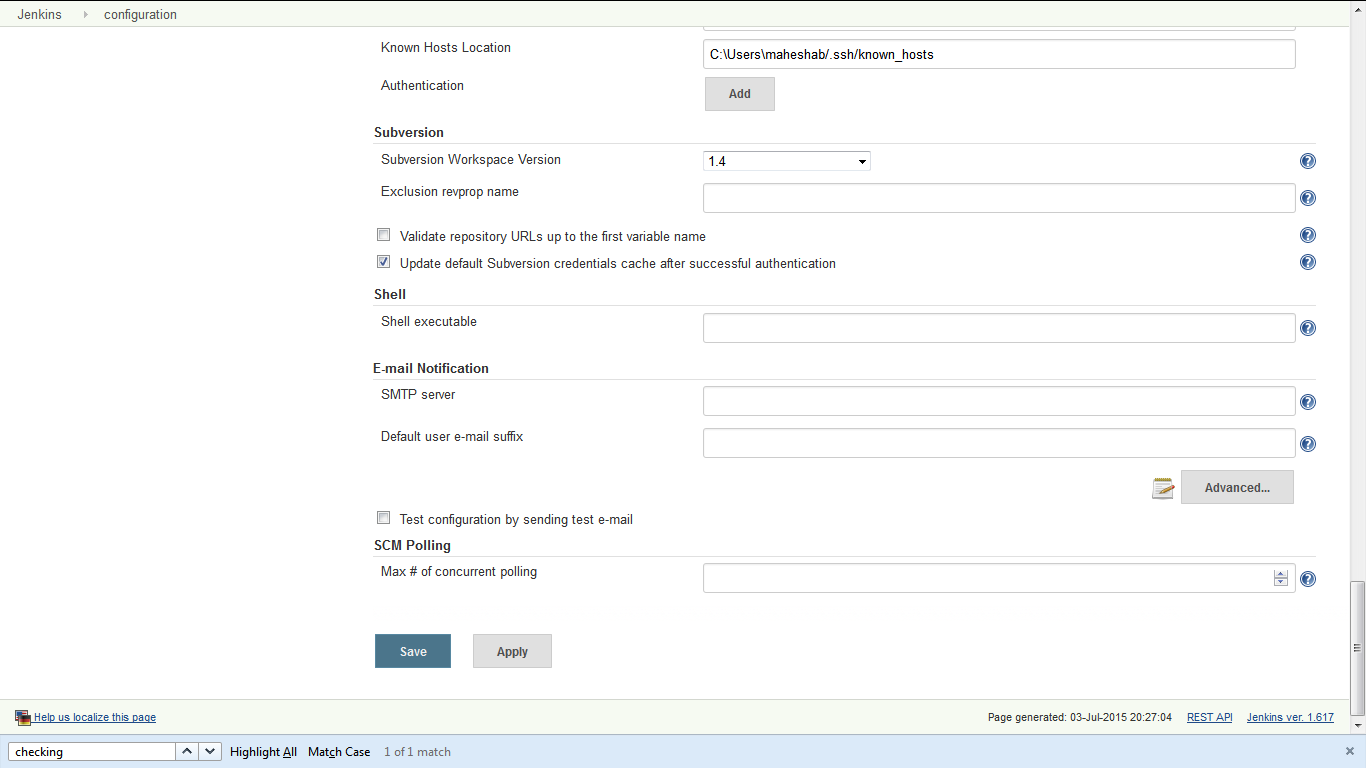 Jenkins configuration
Known Hosts Location C:\Users\maheshab/.ssh/known_hosts
Authentication Add
Subversion
Subversion Workspace Version 1.4
Exclusion revprop name
Validate repository URLs up to the first variable name
Update default Subversion credentials cache after successful authentication
Shell
Shell executable
E-mail Notification
SMTP server
Default user e-mail suffix
Advanced...
Test configuration by sending test e-mail
SCM Polling
Max # of concurrent polling
Save Apply
Help us localize this page Page generated: 03-Jul-2015 20:27:04 REST API Jenkins ver. 1.617
checking Highlight All Match Case 1 of 1 match